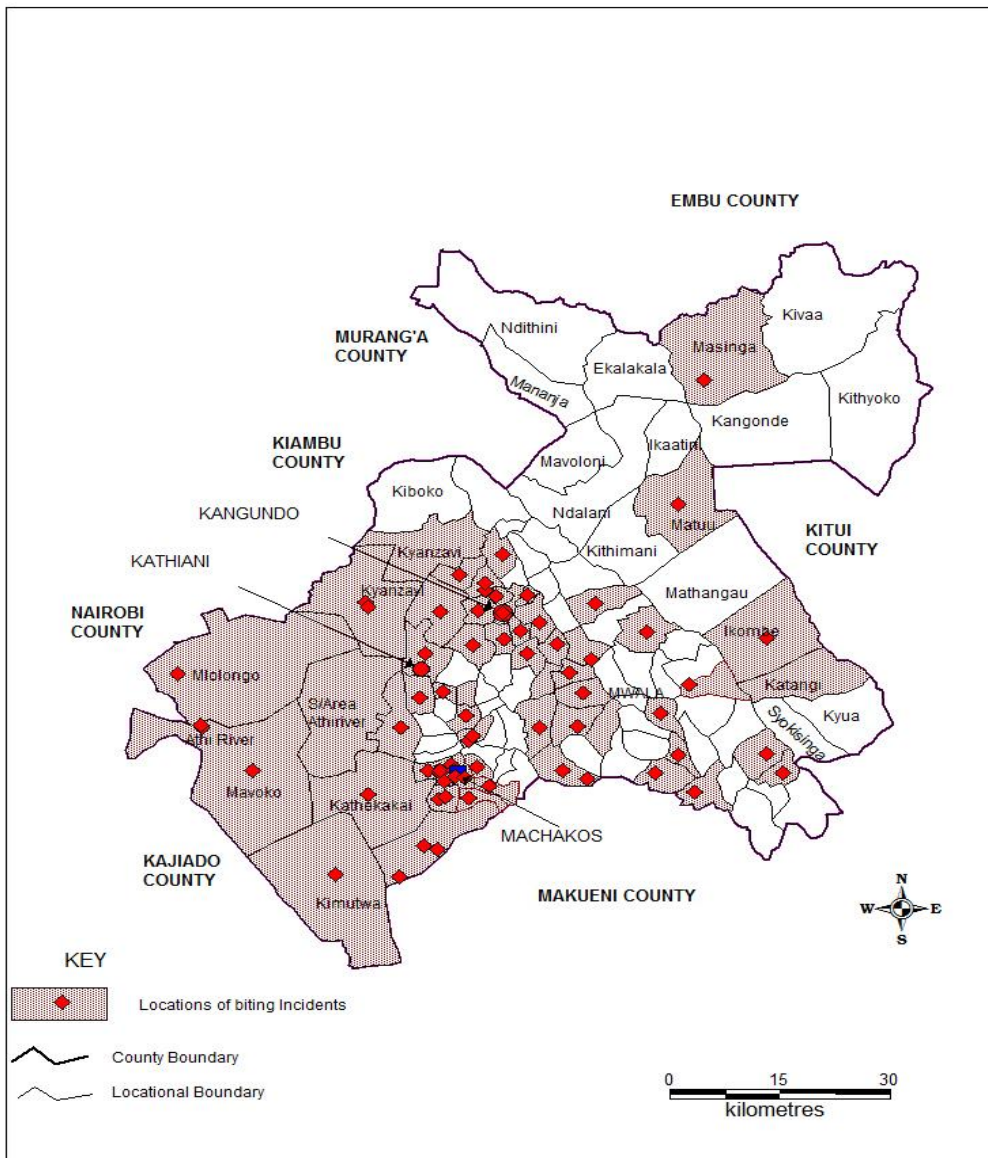 EMBU COUNTY
Kivaa
Ndithini
MURANG'A
COUNTY
Masinga
Ekalakala
Mananja
Kithyoko
Kangonde
Ikaatini
KIAMBU
COUNTY
Mavoloni
Kiboko
KANGUNDO
Ndalani
Matuu
KITUI
COUNTY
Kyanzavi
Kithimani
KATHIANI
Kyanzavi
Mathangau
NAIROBI
COUNTY
Ikomae
Mlolongo
Katangi
MWALA
S/Area
Athiriver
Syokisinga
Kyua
Athi River
Mavoko
Kathekakai
MACHAKOS
KAJIADO
COUNTY
Kimutwa
MAKUENI COUNTY
N
W E
S
KEY
Locations of biting Incidents
County Boundary
Locational Boundary
0 15 30
kilometres